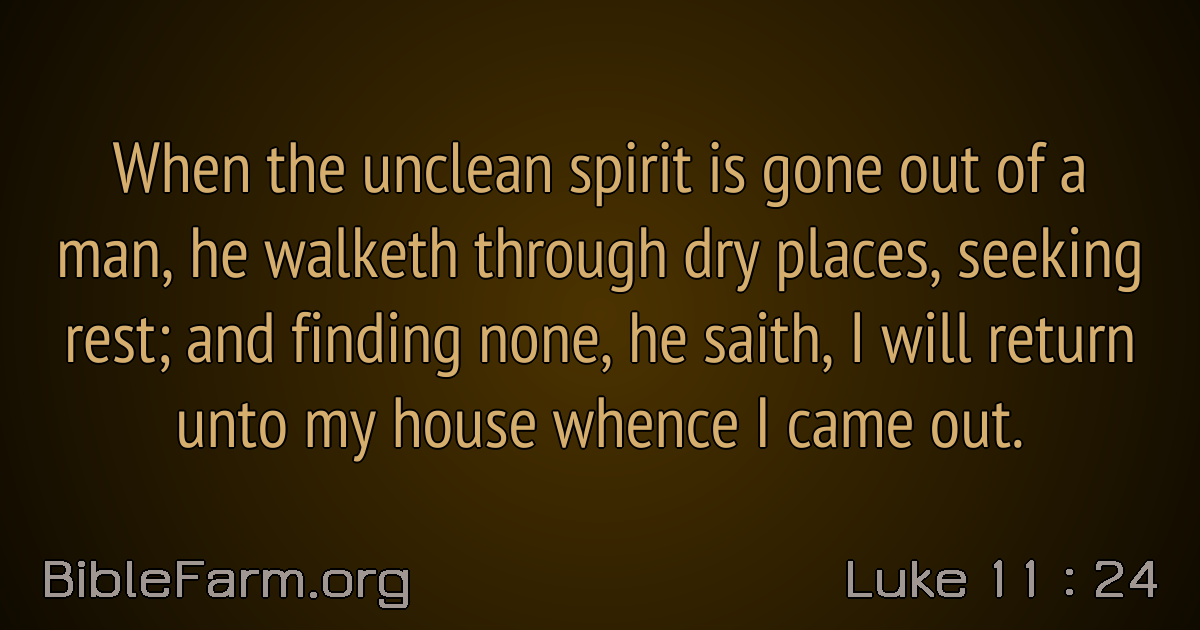 When the unclean spirit is gone out of a
man, he walketh through dry places, seeking
rest; and finding none, he saith, I will return
unto my house whence I came out.
BibleFarm.org
Luke 11 : 24